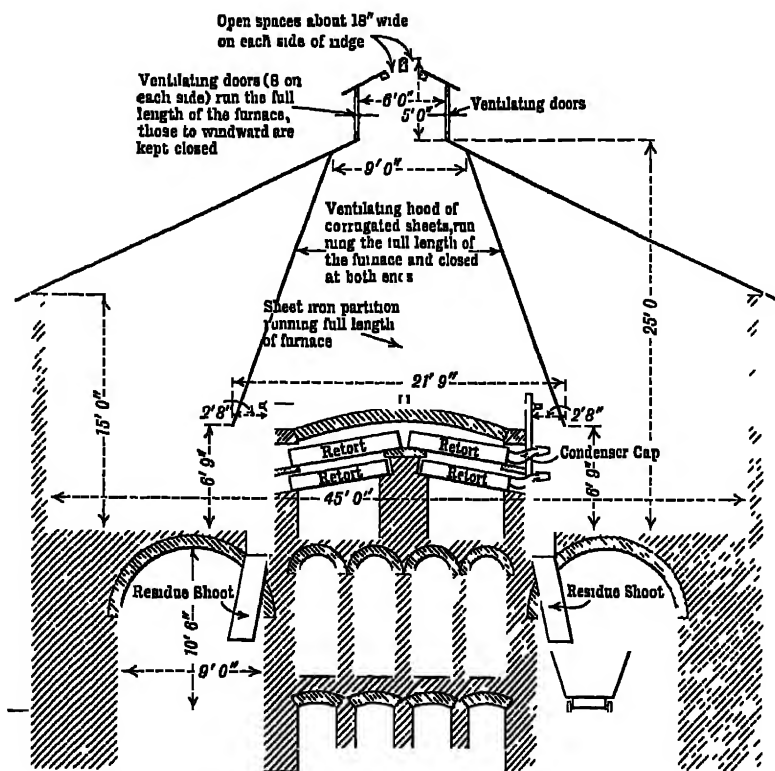 Open spaces about 18" wide
on each side of ridge
Ventilating doors (8 on
each side) run the full
length of the furnace,
those to windward are
kept closed
6'0"
5'0"
Ventilating doors
9' 0"
Ventilating hood of
corrugated sheets, run
ning the full length of
the furnace and closed
at both en s
Sheet iron partition
running full length
of furnace
25' 0
15' 0"
21' 9"
2'8"
2'8"
6' 9"
6' 9"
Retort
Retort
Retort
Retort
Condenser Cap
45' 0"
Residue Shoot
Residue Shoot
10' 6"
9' 0"